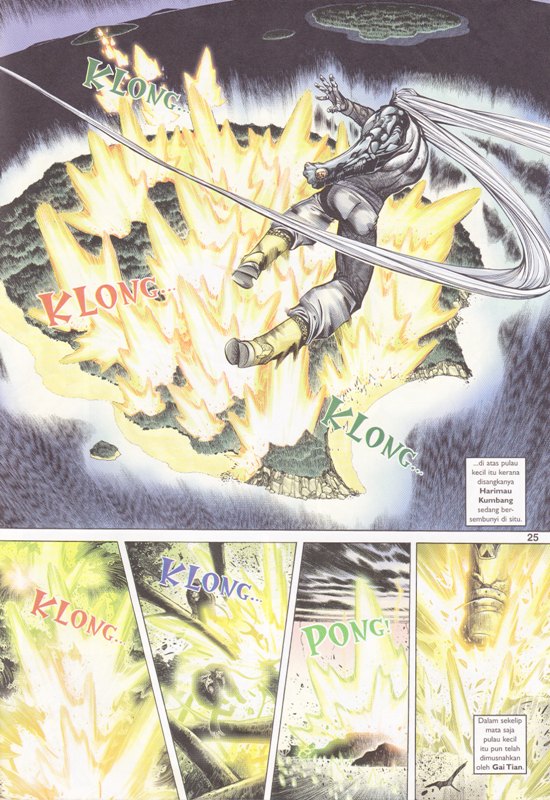 KLONG...
KLONG...
KLONG...
...di atas pulau
kecil itu kerana
disangkanya
Harimau
Kumbang
sedang ber-
sembunyi di situ.
25
KLONG...
KLONG...
PONG!
Dalam sekelip
mata saja
pulau kecil
itu pun telah
dimusnahkan
oleh Gai Tian.